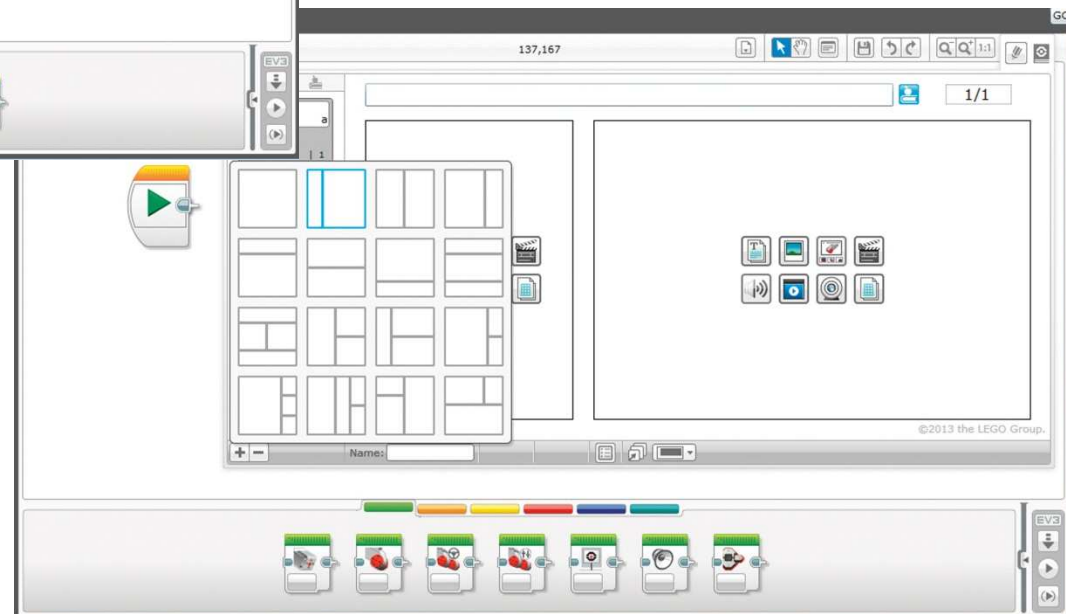 GO
137,167
1:1
EV3
1/1
a
| 1
T
©2013 the LEGO Group.
Name:
EV3